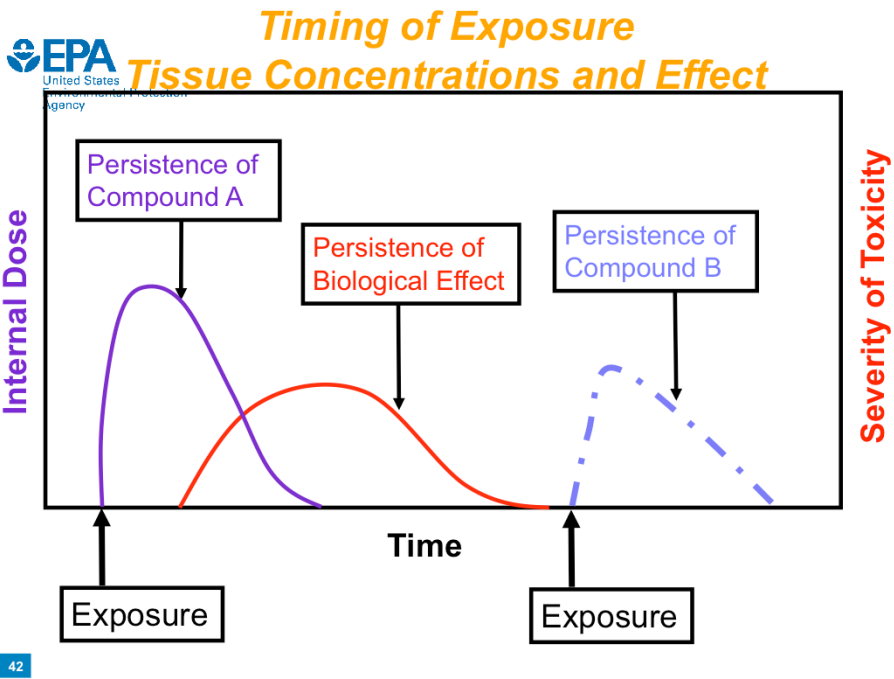 Timing of Exposure
EPA
United States
Tissue Concentrations and Effect
Environmental Protection
Agency
Persistence of
Compound A
Persistence of
Biological Effect
Persistence of
Compound B
Internal Dose
Severity of Toxicity
Time
Exposure
Exposure
42